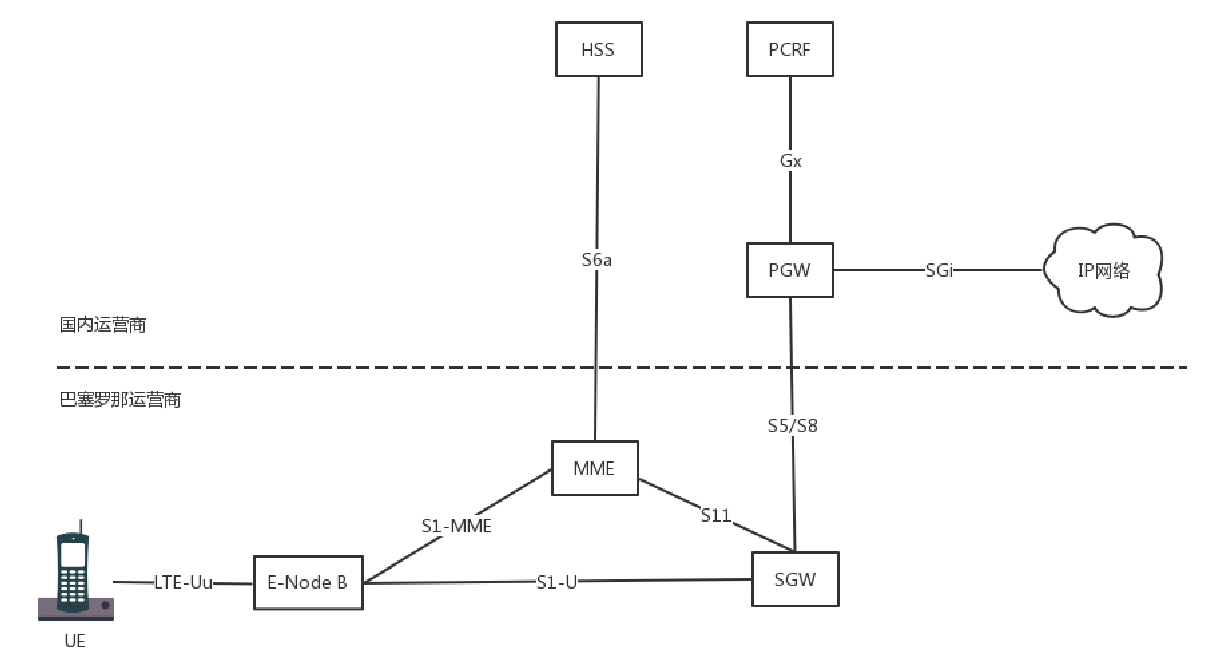 HSS
PCRF
Gx
S6a
PGW
SGi
IP网络
国内运营商
巴塞罗那运营商
S5/S8
MME
S1-MME
S11
LTE-Uu
E-Node B
S1-U
SGW
UE